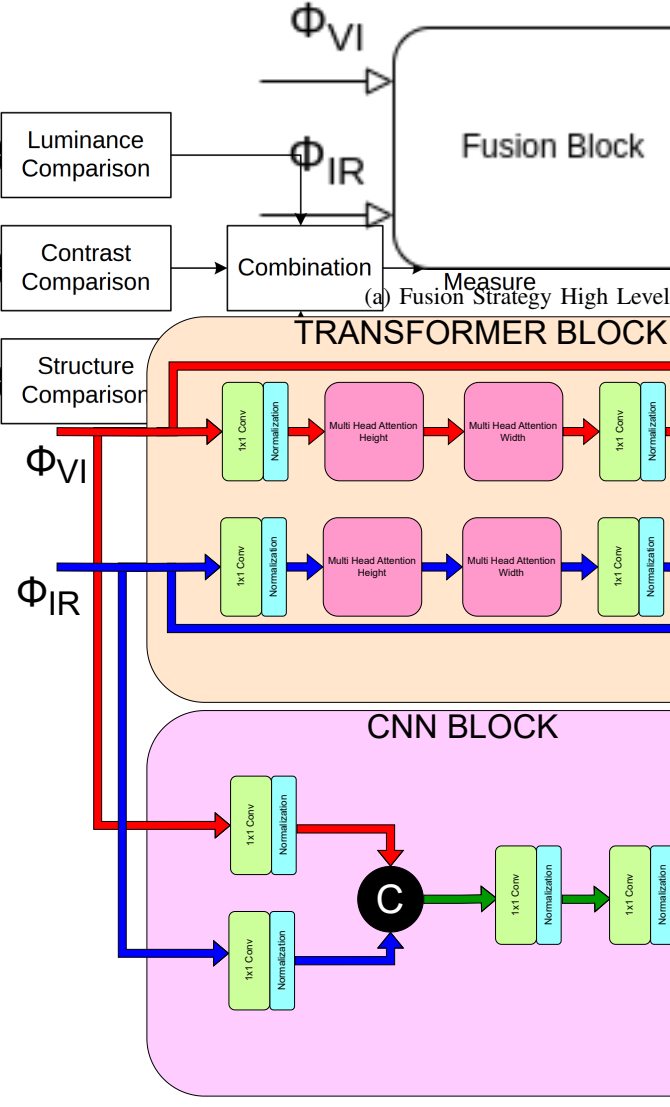 Φ_VI
Fusion Block
Luminance
Comparison
Φ_IR
Contrast
Comparison
Combination
Measure
(a) Fusion Strategy High Level
TRANSFORMER BLOCK
Structure
Comparison
1x1 Conv
Normalization
Multi Head Attention
Height
Multi Head Attention
Width
1x1 Conv
Normalization
Φ_VI
1x1 Conv
Normalization
Multi Head Attention
Height
Multi Head Attention
Width
1x1 Conv
Normalization
Φ_IR
CNN BLOCK
1x1 Conv
Normalization
C
1x1 Conv
Normalization
1x1 Conv
Normalization
1x1 Conv
Normalization